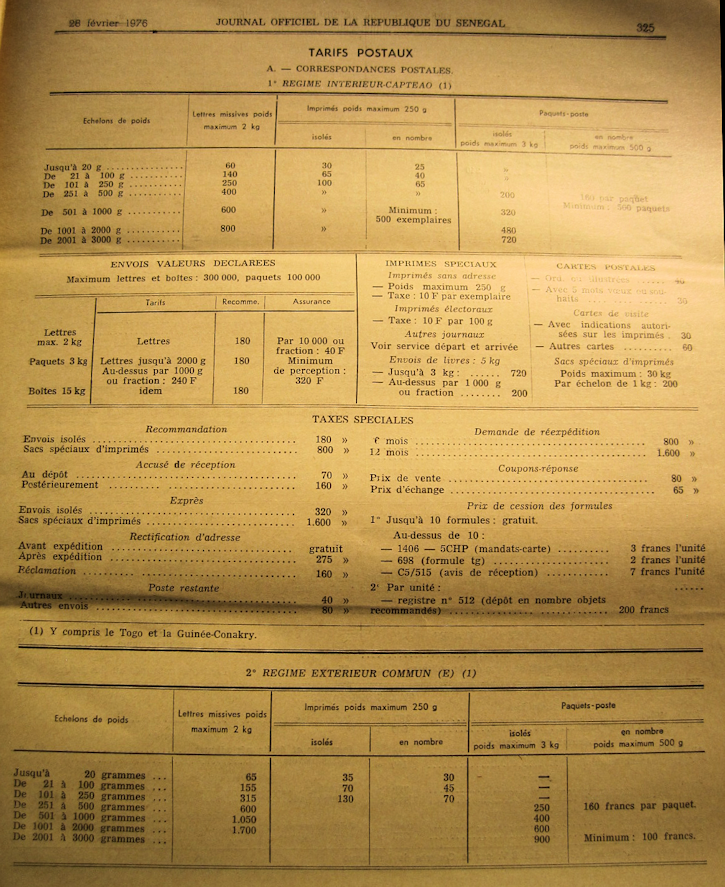 28 février 1976 JOURNAL OFFICIEL DE LA REPUBLIQUE DU SENEGAL 325
TARIFS POSTAUX
A. — CORRESPONDANCES POSTALES.
1° REGIME INTERIEUR-CAPTEAO (1)
Echelons de poids
Lettres missives poids
maximum 2 kg
Imprimés poids maximum 250 g
isolés
en nombre
Paquets-poste
isolés
poids maximum 3 kg
en nombre
poids maximum 500 g
Jusqu'à 20 g ............... 60 30 25
De 21 à 100 g ............ 140 65 40 »
De 101 à 250 g ........... 250 100 65 »
De 251 à 500 g ........... 400 » » 200
160 par paquet
De 501 à 1000 g .......... 600 » Minimum : 320 Minimum : 500 paquets
500 exemplaires
De 1001 à 2000 g ......... 800 » 480
De 2001 à 3000 g ......... 720
ENVOIS VALEURS DECLAREES
Maximum lettres et boîtes : 300 000, paquets 100 000
Tarifs Recomme. Assurance
Lettres
max. 2 kg Lettres 180 Par 10 000 ou
fraction : 40 F
Paquets 3 kg Lettres jusqu'à 2000 g 180 Minimum
Au-dessus par 1000 g de perception :
ou fraction : 240 F 320 F
Boîtes 15 kg idem 180
IMPRIMES SPECIAUX
Imprimés sans adresse
— Poids maximum 250 g
— Taxe : 10 F par exemplaire
Imprimés électoraux
— Taxe : 10 F par 100 g
Autres journaux
Voir service départ et arrivée
Envois de livres : 5 kg
— Jusqu'à 3 kg : ....... 720
— Au-dessus par 1 000 g
ou fraction ........ 200
CARTES POSTALES
— Ord. ou illustrées ..... 40
— Avec 5 mots vœux ou sou-
haits .............. 30
Cartes de visite
— Avec indications autori-
sées sur les imprimés . 30
— Autres cartes ......... 60
Sacs spéciaux d'imprimés
Poids maximum : 30 kg
Par échelon de 1 kg : 200
TAXES SPECIALES
Recommandation
Envois isolés ............ 180 »
Sacs spéciaux d'imprimés ............ 800 »
Accusé de réception
Au dépôt ............ 70 »
Postérieurement ............ 160 »
Exprès
Envois isolés ............ 320 »
Sacs spéciaux d'imprimés ............ 1.600 »
Rectification d'adresse
Avant expédition ............ gratuit
Après expédition ............ 275 »
Réclamation ............ 160 »
Poste restante
Journaux ............ 40 »
Autres envois ............ 80 »
Demande de réexpédition
6 mois ............ 800 »
12 mois ............ 1.600 »
Coupons-réponse
Prix de vente ............ 80 »
Prix d'échange ............ 65 »
Prix de cession des formules
1° Jusqu'à 10 formules : gratuit.
Au-dessus de 10 :
— 1406 — 5CHP (mandats-carte) .......... 3 francs l'unité
— 698 (formule tg) .......... 2 francs l'unité
— C5/515 (avis de réception) .......... 7 francs l'unité
2° Par unité : ......
— registre n° 512 (dépôt en nombre objets
recommandés) ............ 200 francs
(1) Y compris le Togo et la Guinée-Conakry.
2° REGIME EXTERIEUR COMMUN (E) (1)
Echelons de poids
Lettres missives poids
maximum 2 kg
Imprimés poids maximum 250 g
isolés
en nombre
Paquets-poste
isolés
poids maximum 3 kg
en nombre
poids maximum 500 g
Jusqu'à 20 grammes ... 65 35 30 —
De 21 à 100 grammes ... 155 70 45 —
De 101 à 250 grammes ... 315 130 70 —
De 251 à 500 grammes ... 600 250 160 francs par paquet.
De 501 à 1000 grammes ... 1.050 400
De 1001 à 2000 grammes ... 1.700 600
De 2001 à 3000 grammes ... 900 Minimum : 100 francs.